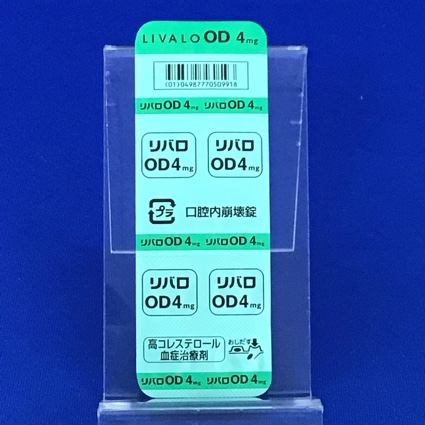 LIVALO OD 4mg
(01)04987770509918
リバロOD 4mg リバロOD 4mg
リバロ リバロ
OD4mg OD4mg
プラ 口腔内崩壊錠
リバロOD 4mg リバロOD 4mg
リバロ リバロ
OD4mg OD4mg
高コレステロール おしだす
血症治療剤
リバロOD 4mg リバロOD 4mg